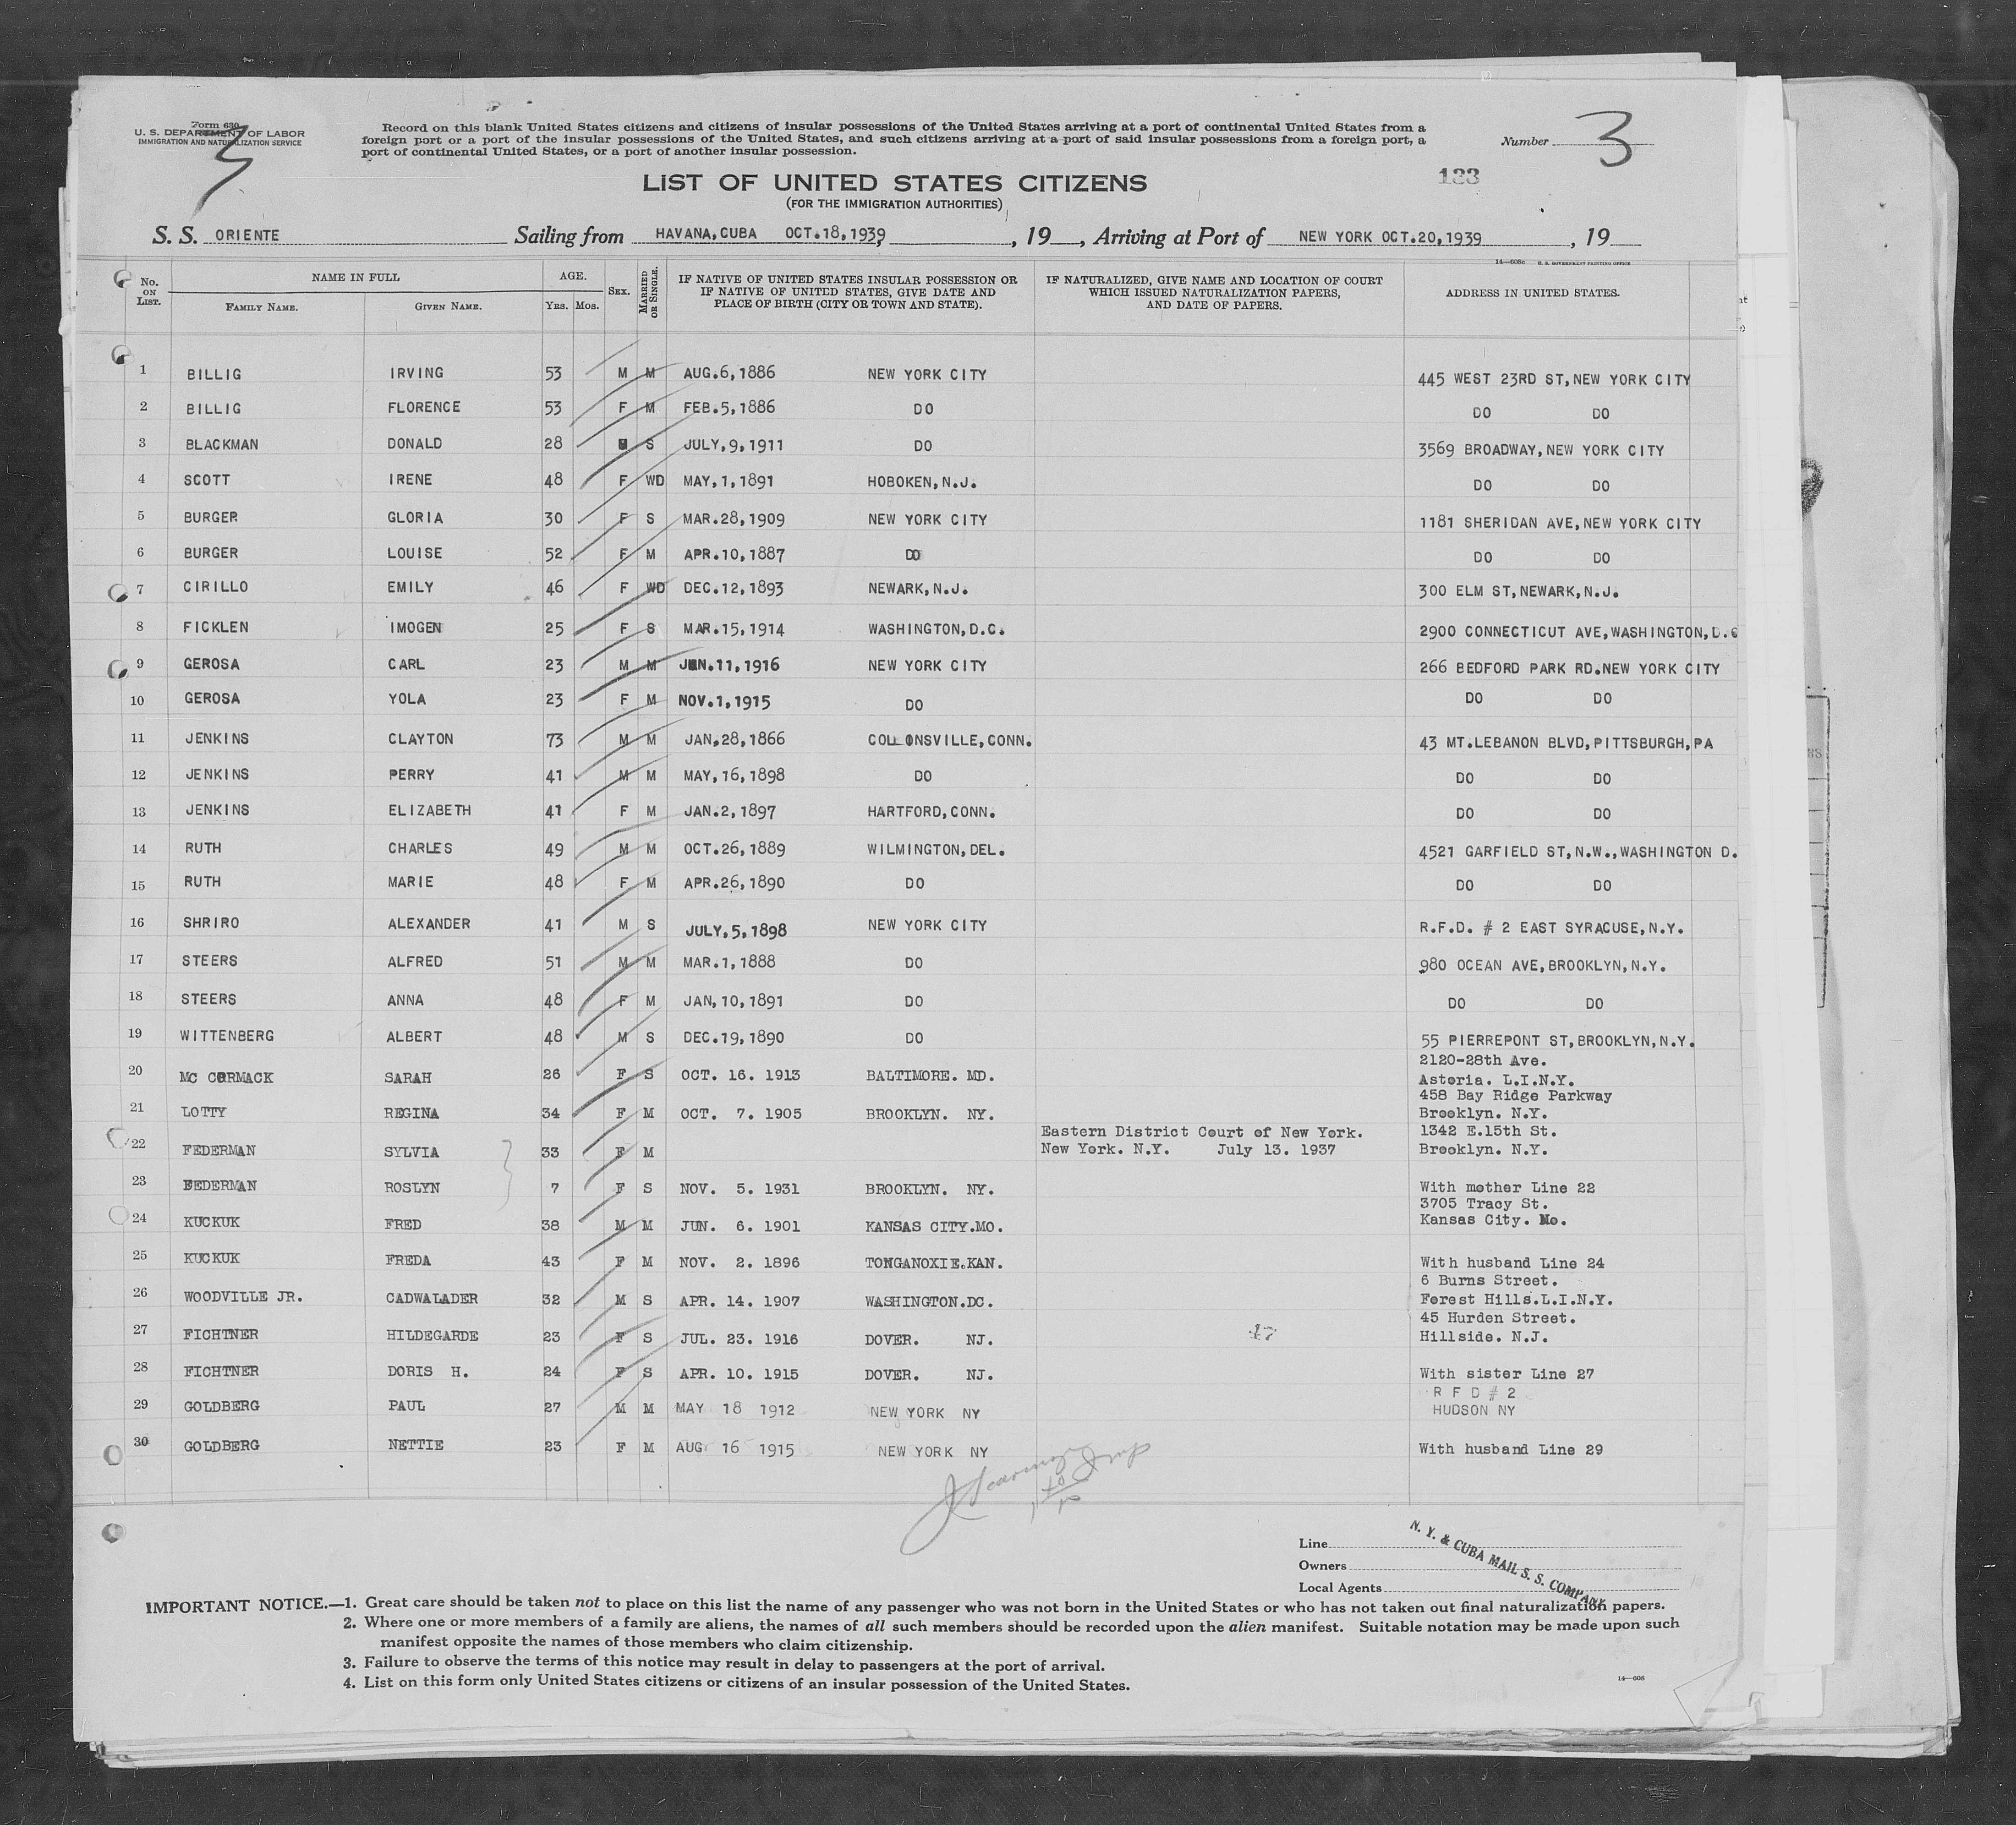 Form 630
U. S. DEPARTMENT OF LABOR
IMMIGRATION AND NATURALIZATION SERVICE
3
Record on this blank United States citizens and citizens of insular possessions of the United States arriving at a port of continental United States from a
foreign port or a port of the insular possessions of the United States, and such citizens arriving at a port of said insular possessions from a foreign port, a
port of continental United States, or a port of another insular possession.
Number 3
133
LIST OF UNITED STATES CITIZENS
(FOR THE IMMIGRATION AUTHORITIES)
S. S. ORIENTE Sailing from HAVANA, CUBA OCT.18,1939, 19 , Arriving at Port of NEW YORK OCT.20,1939, 19
14—608c U. S. GOVERNMENT PRINTING OFFICE
No. ON LIST. NAME IN FULL FAMILY NAME. GIVEN NAME. AGE. Yrs. Mos. SEX. MARRIED OR SINGLE. IF NATIVE OF UNITED STATES INSULAR POSSESSION OR IF NATIVE OF UNITED STATES, GIVE DATE AND PLACE OF BIRTH (CITY OR TOWN AND STATE). IF NATURALIZED, GIVE NAME AND LOCATION OF COURT WHICH ISSUED NATURALIZATION PAPERS, AND DATE OF PAPERS. ADDRESS IN UNITED STATES.
1 BILLIG IRVING 53 M M AUG.6,1886 NEW YORK CITY 445 WEST 23RD ST,NEW YORK CITY
2 BILLIG FLORENCE 53 F M FEB.5,1886 DO DO DO
3 BLACKMAN DONALD 28 M S JULY,9,1911 DO 3569 BROADWAY,NEW YORK CITY
4 SCOTT IRENE 48 F WD MAY,1,1891 HOBOKEN,N.J. DO DO
5 BURGER GLORIA 30 F S MAR.28,1909 NEW YORK CITY 1181 SHERIDAN AVE,NEW YORK CITY
6 BURGER LOUISE 52 F M APR.10,1887 DO DO DO
7 CIRILLO EMILY 46 F WD DEC.12,1893 NEWARK,N.J. 300 ELM ST,NEWARK,N.J.
8 FICKLEN IMOGEN 25 F S MAR.15,1914 WASHINGTON,D.C. 2900 CONNECTICUT AVE,WASHINGTON,D.C
9 GEROSA CARL 23 M M JUN.11,1916 NEW YORK CITY 266 BEDFORD PARK RD.NEW YORK CITY
10 GEROSA YOLA 23 F M NOV.1,1915 DO DO DO
11 JENKINS CLAYTON 73 M M JAN,28,1866 COLLONSVILLE,CONN. 43 MT.LEBANON BLVD,PITTSBURGH,PA
12 JENKINS PERRY 41 M M MAY,16,1898 DO DO DO
13 JENKINS ELIZABETH 41 F M JAN.2,1897 HARTFORD,CONN. DO DO
14 RUTH CHARLES 49 M M OCT.26,1889 WILMINGTON,DEL. 4521 GARFIELD ST,N.W.,WASHINGTON D.
15 RUTH MARIE 48 F M APR.26,1890 DO DO DO
16 SHRIRO ALEXANDER 41 M S JULY,5,1898 NEW YORK CITY R.F.D. # 2 EAST SYRACUSE,N.Y.
17 STEERS ALFRED 51 M M MAR.1,1888 DO 980 OCEAN AVE,BROOKLYN,N.Y.
18 STEERS ANNA 48 F M JAN,10,1891 DO DO DO
19 WITTENBERG ALBERT 48 M S DEC.19,1890 DO 55 PIERREPONT ST,BROOKLYN,N.Y.
2120-28th Ave.
20 MC CORMACK SARAH 26 F S OCT. 16. 1913 BALTIMORE. MD. Astoria. L.I.N.Y.
458 Bay Ridge Parkway
21 LOTTY REGINA 34 F M OCT. 7. 1905 BROOKLYN. NY. Brooklyn. N.Y.
Eastern District Court of New York. 1342 E.15th St.
22 FEDERMAN SYLVIA 33 F M New York. N.Y. July 13. 1937 Brooklyn. N.Y.
23 FEDERMAN ROSLYN 7 F S NOV. 5. 1931 BROOKLYN. NY. With mother Line 22
3705 Tracy St.
24 KUCKUK FRED 38 M M JUN. 6. 1901 KANSAS CITY.MO. Kansas City. Mo.
25 KUCKUK FREDA 43 F M NOV. 2. 1896 TONGANOXIE.KAN. With husband Line 24
6 Burns Street.
26 WOODVILLE JR. CADWALADER 32 M S APR. 14. 1907 WASHINGTON.DC. Forest Hills.L.I.N.Y.
45 Hurden Street.
27 FICHTNER HILDEGARDE 23 F S JUL. 23. 1916 DOVER. NJ. 47 Hillside. N.J.
28 FICHTNER DORIS H. 24 F S APR. 10. 1915 DOVER. NJ. With sister Line 27
R F D # 2
29 GOLDBERG PAUL 27 M M MAY 18 1912 NEW YORK NY HUDSON NY
30 GOLDBERG NETTIE 23 F M AUG 16 1915 NEW YORK NY With husband Line 29
Line
Owners
Local Agents
N. Y. & CUBA MAIL S. S. COMPANY
IMPORTANT NOTICE.—1. Great care should be taken not to place on this list the name of any passenger who was not born in the United States or who has not taken out final naturalization papers.
2. Where one or more members of a family are aliens, the names of all such members should be recorded upon the alien manifest. Suitable notation may be made upon such
manifest opposite the names of those members who claim citizenship.
3. Failure to observe the terms of this notice may result in delay to passengers at the port of arrival.
4. List on this form only United States citizens or citizens of an insular possession of the United States.
14—608